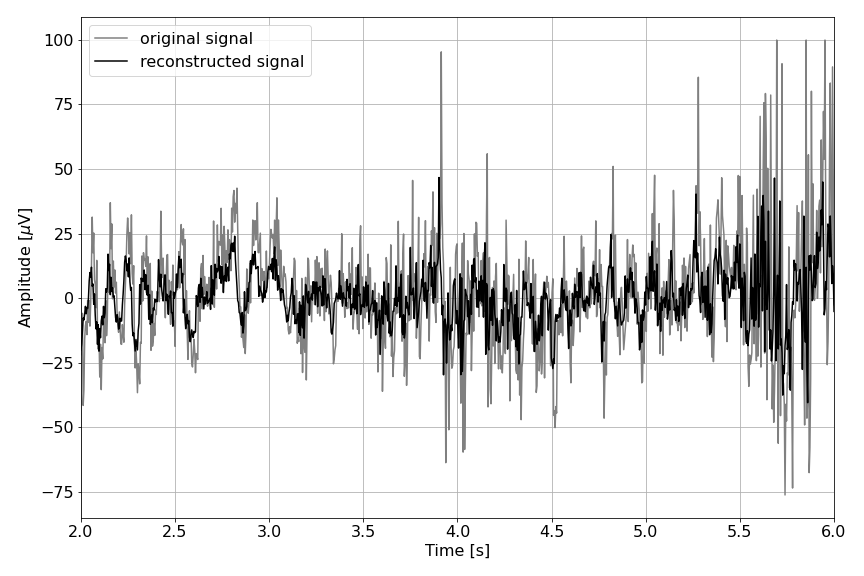 original signal
reconstructed signal
100
75
50
25
0
−25
−50
−75
Amplitude [μV]
2.0 2.5 3.0 3.5 4.0 4.5 5.0 5.5 6.0
Time [s]